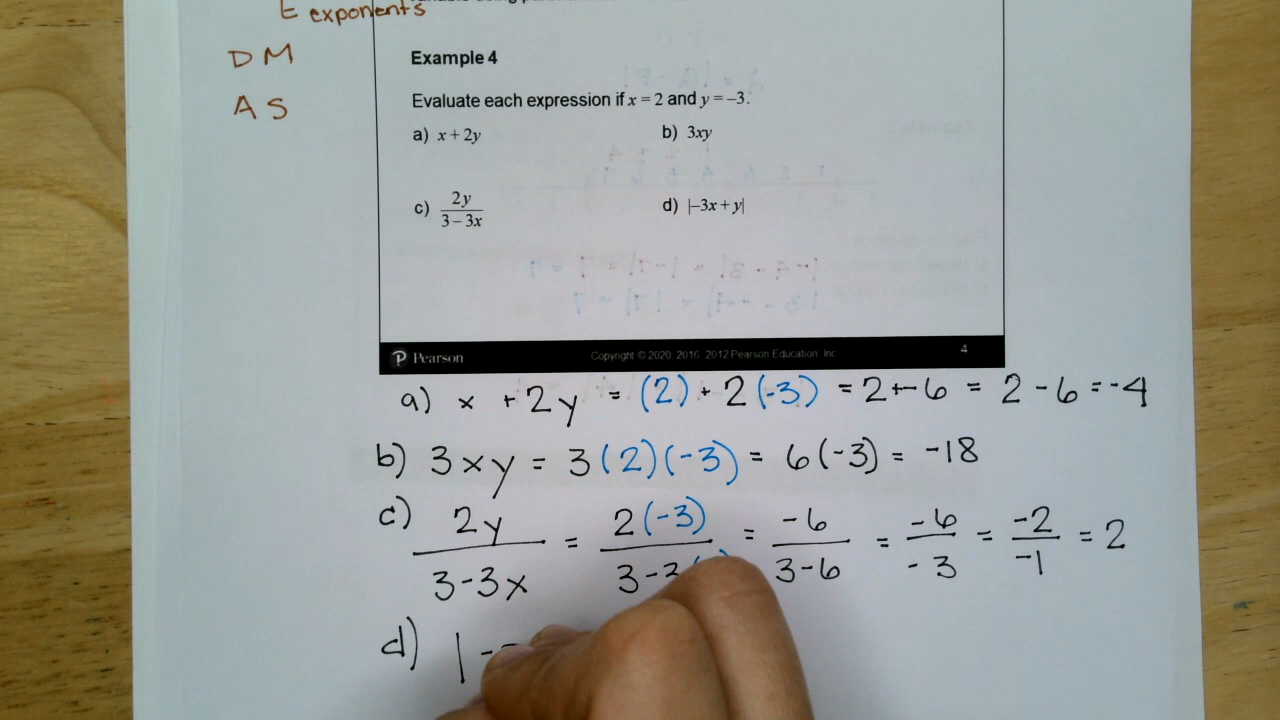 E exponents
D M
A S
Example 4
Evaluate each expression if x = 2 and y = –3.
a) x + 2y b) 3xy
c) 2y / 3 – 3x d) |–3x + y|
P Pearson Copyright © 2020, 2016, 2012 Pearson Education, Inc. 4
a) x + 2y = (2) + 2(-3) = 2+-6 = 2 - 6 = -4
b) 3xy = 3(2)(-3) = 6(-3) = -18
c) 2y / 3-3x = 2(-3) / 3-3( = -6 / 3-6 = -6 / -3 = -2 / -1 = 2
d) | -